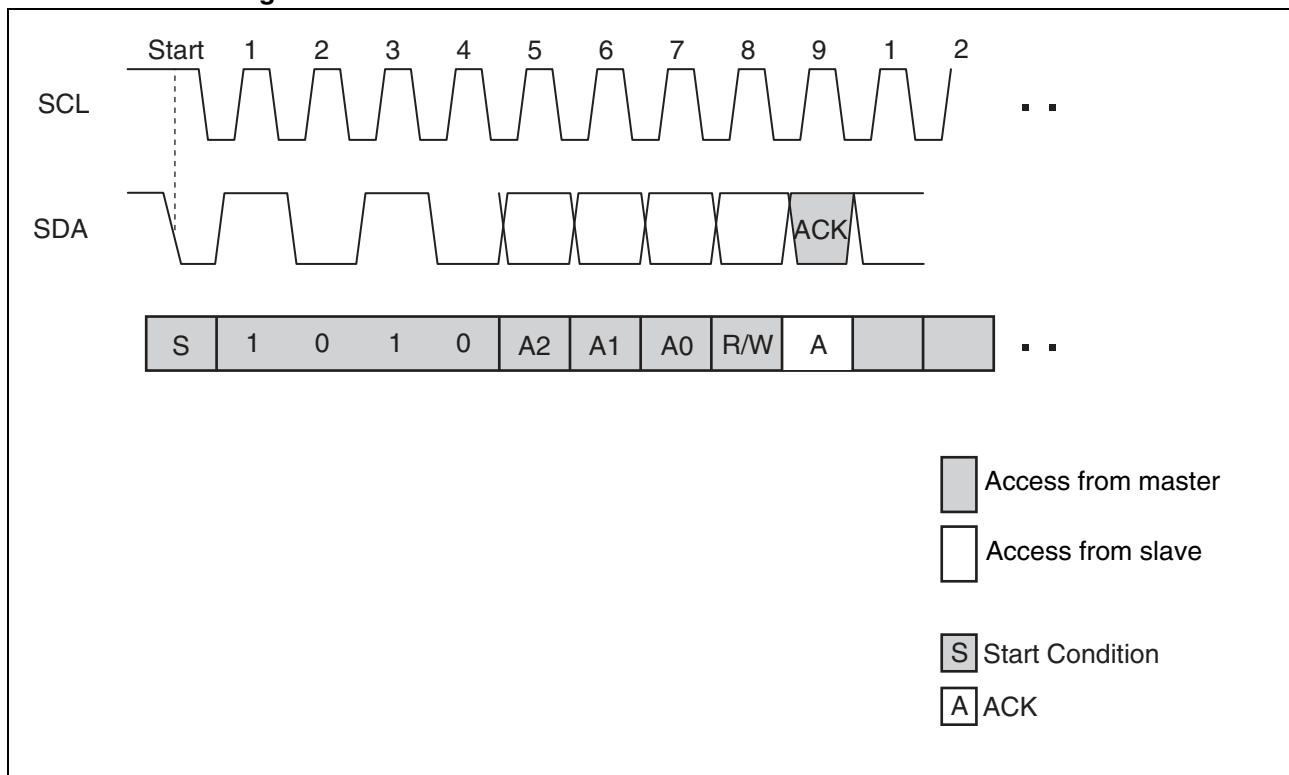 Start 1 2 3 4 5 6 7 8 9 1 2
SCL
SDA
ACK
S 1 0 1 0 A2 A1 A0 R/W A
Access from master
Access from slave
S Start Condition
A ACK